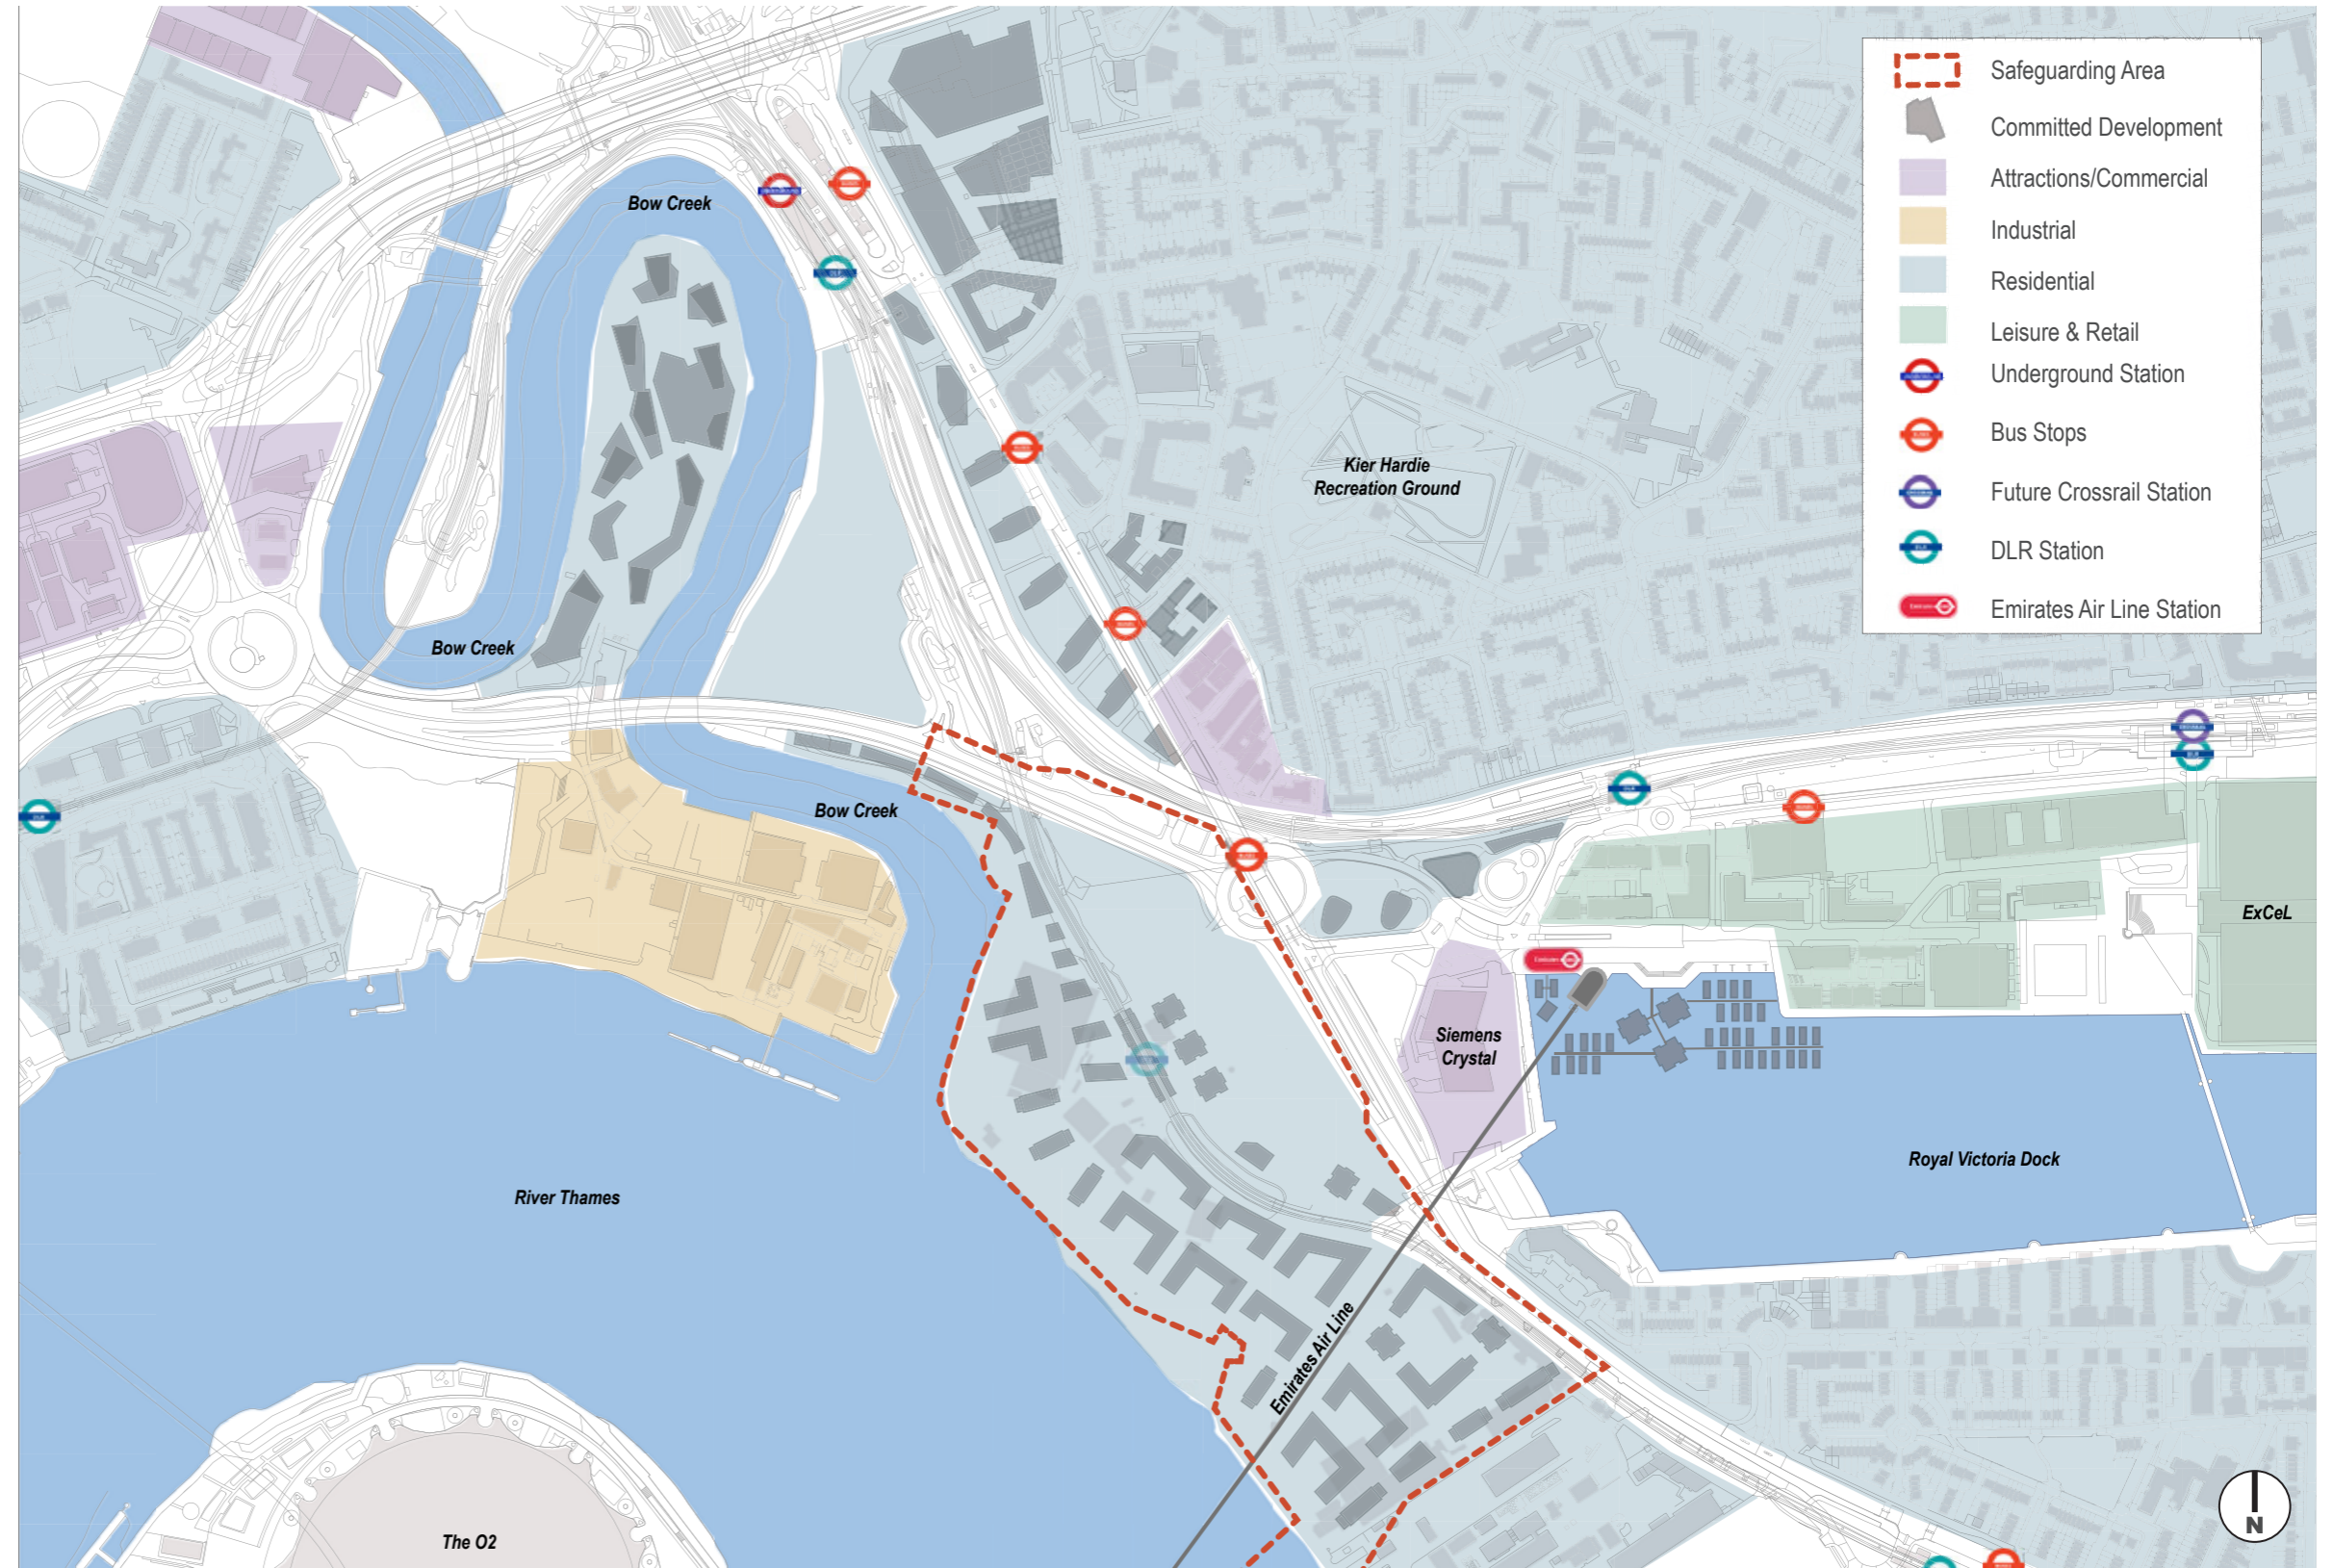 Safeguarding Area
Committed Development
Attractions/Commercial
Industrial
Residential
Leisure & Retail
Underground Station
Bus Stops
Future Crossrail Station
DLR Station
Emirates Air Line Station
Bow Creek
Kier Hardie
Recreation Ground
Bow Creek
Bow Creek
ExCeL
Siemens
Crystal
Royal Victoria Dock
River Thames
Emirates Air Line
The O2
N